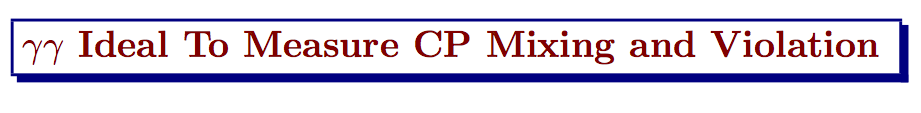 γγ Ideal To Measure CP Mixing and Violation